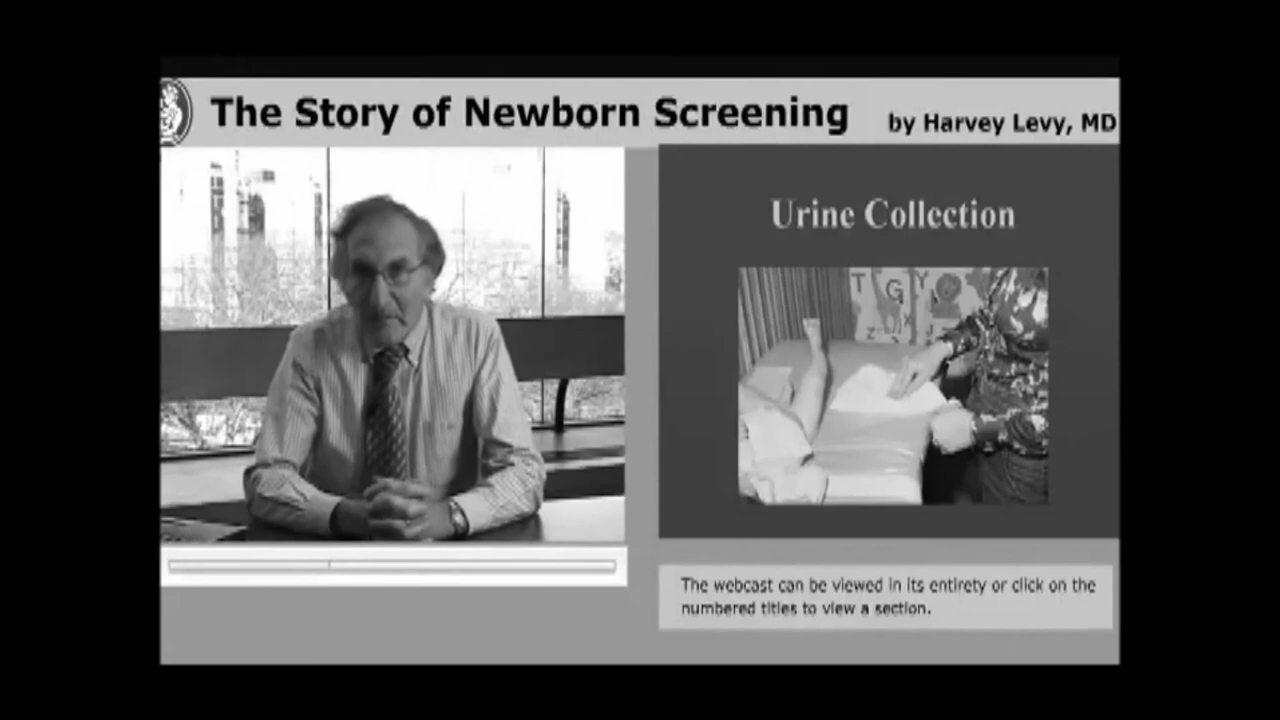 The Story of Newborn Screening
by Harvey Levy, MD
Urine Collection
T G Y
Z X
The webcast can be viewed in its entirety or click on the
numbered titles to view a section.